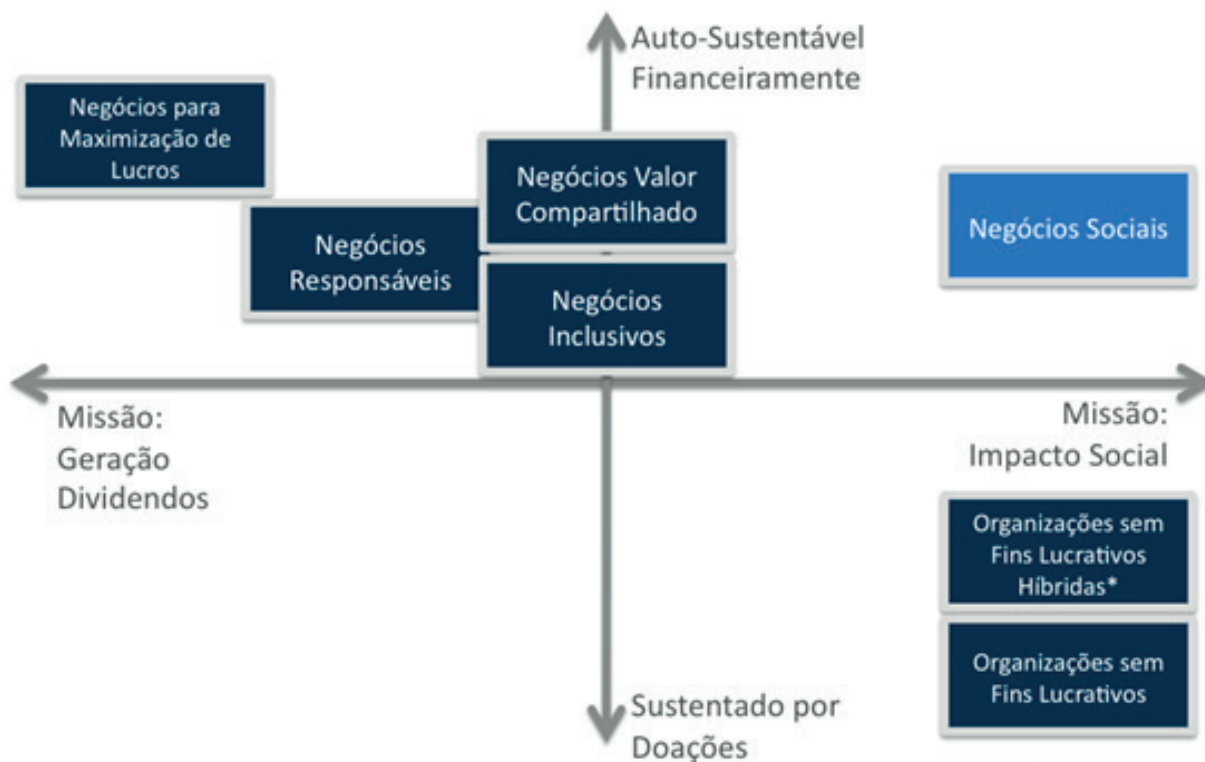 Auto-Sustentável
Financeiramente
Negócios para
Maximização de
Lucros
Negócios Valor
Compartilhado
Negócios Sociais
Negócios
Responsáveis
Negócios
Inclusivos
Missão:
Geração
Dividendos
Missão:
Impacto Social
Organizações sem
Fins Lucrativos
Híbridas*
Organizações sem
Fins Lucrativos
Sustentado por
Doações